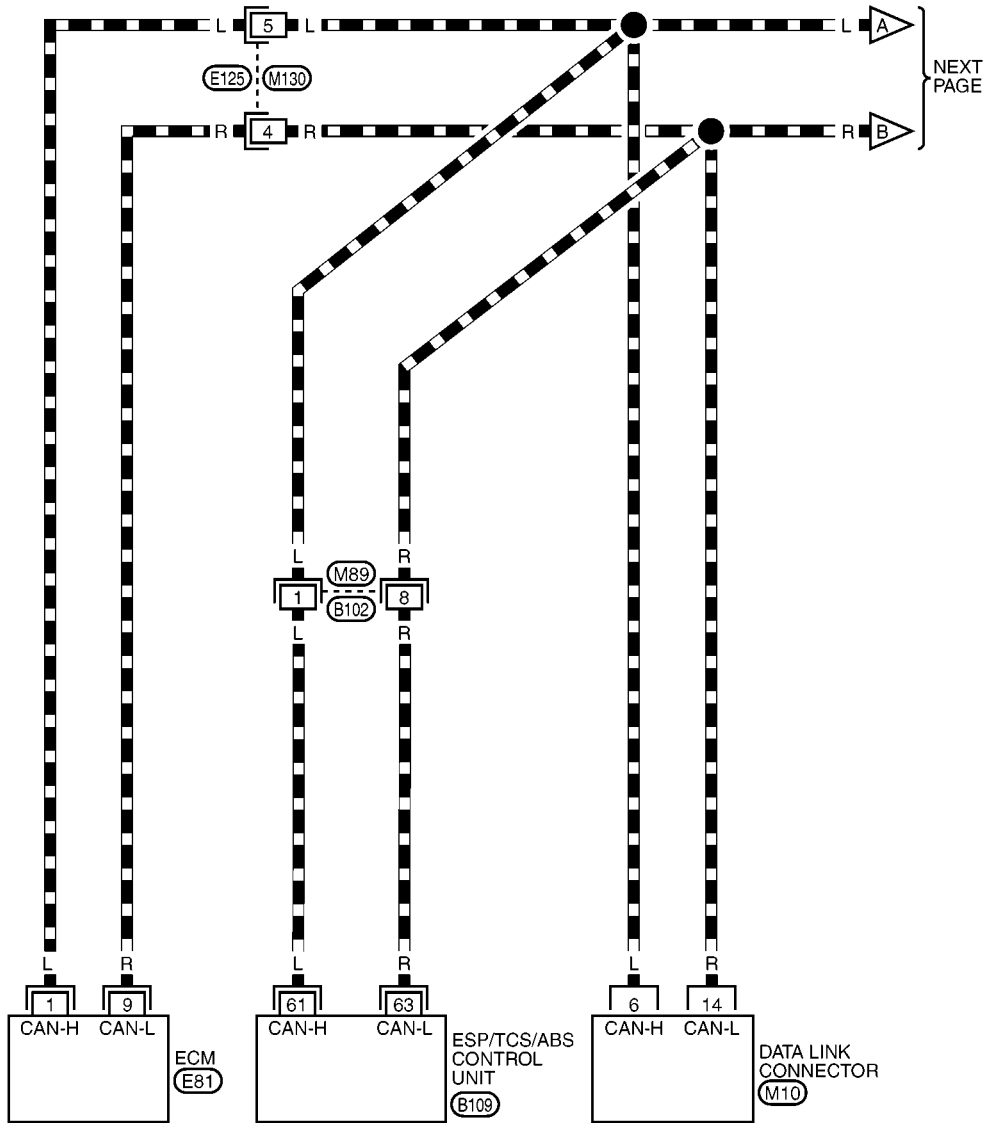 L 5 L L A
E125 M130
NEXT
PAGE
R 4 R R B
L R
M89
1 8
B102
L R
L R L R L R
1 9 61 63 6 14
CAN-H CAN-L CAN-H CAN-L CAN-H CAN-L
ECM
E81
ESP/TCS/ABS
CONTROL
UNIT
B109
DATA LINK
CONNECTOR
M10